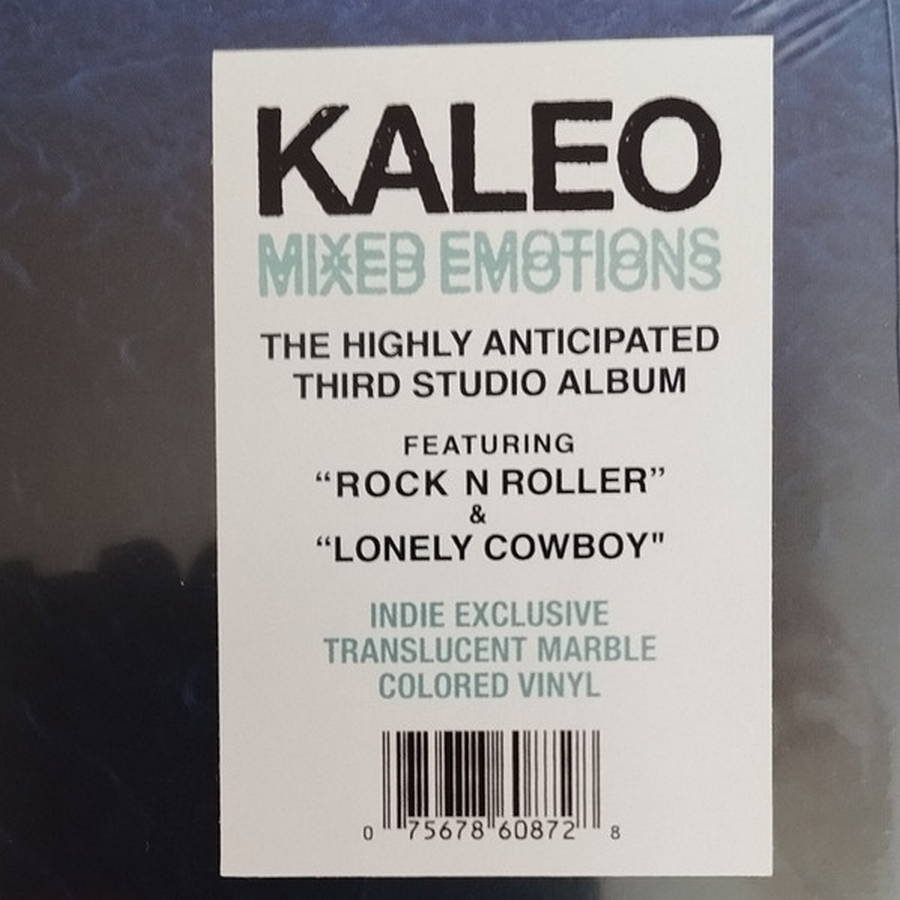 KALEO
MIXED EMOTIONS
THE HIGHLY ANTICIPATED
THIRD STUDIO ALBUM
FEATURING
“ROCK N ROLLER”
&
“LONELY COWBOY"
INDIE EXCLUSIVE
TRANSLUCENT MARBLE
COLORED VINYL
0 75678 60872 8